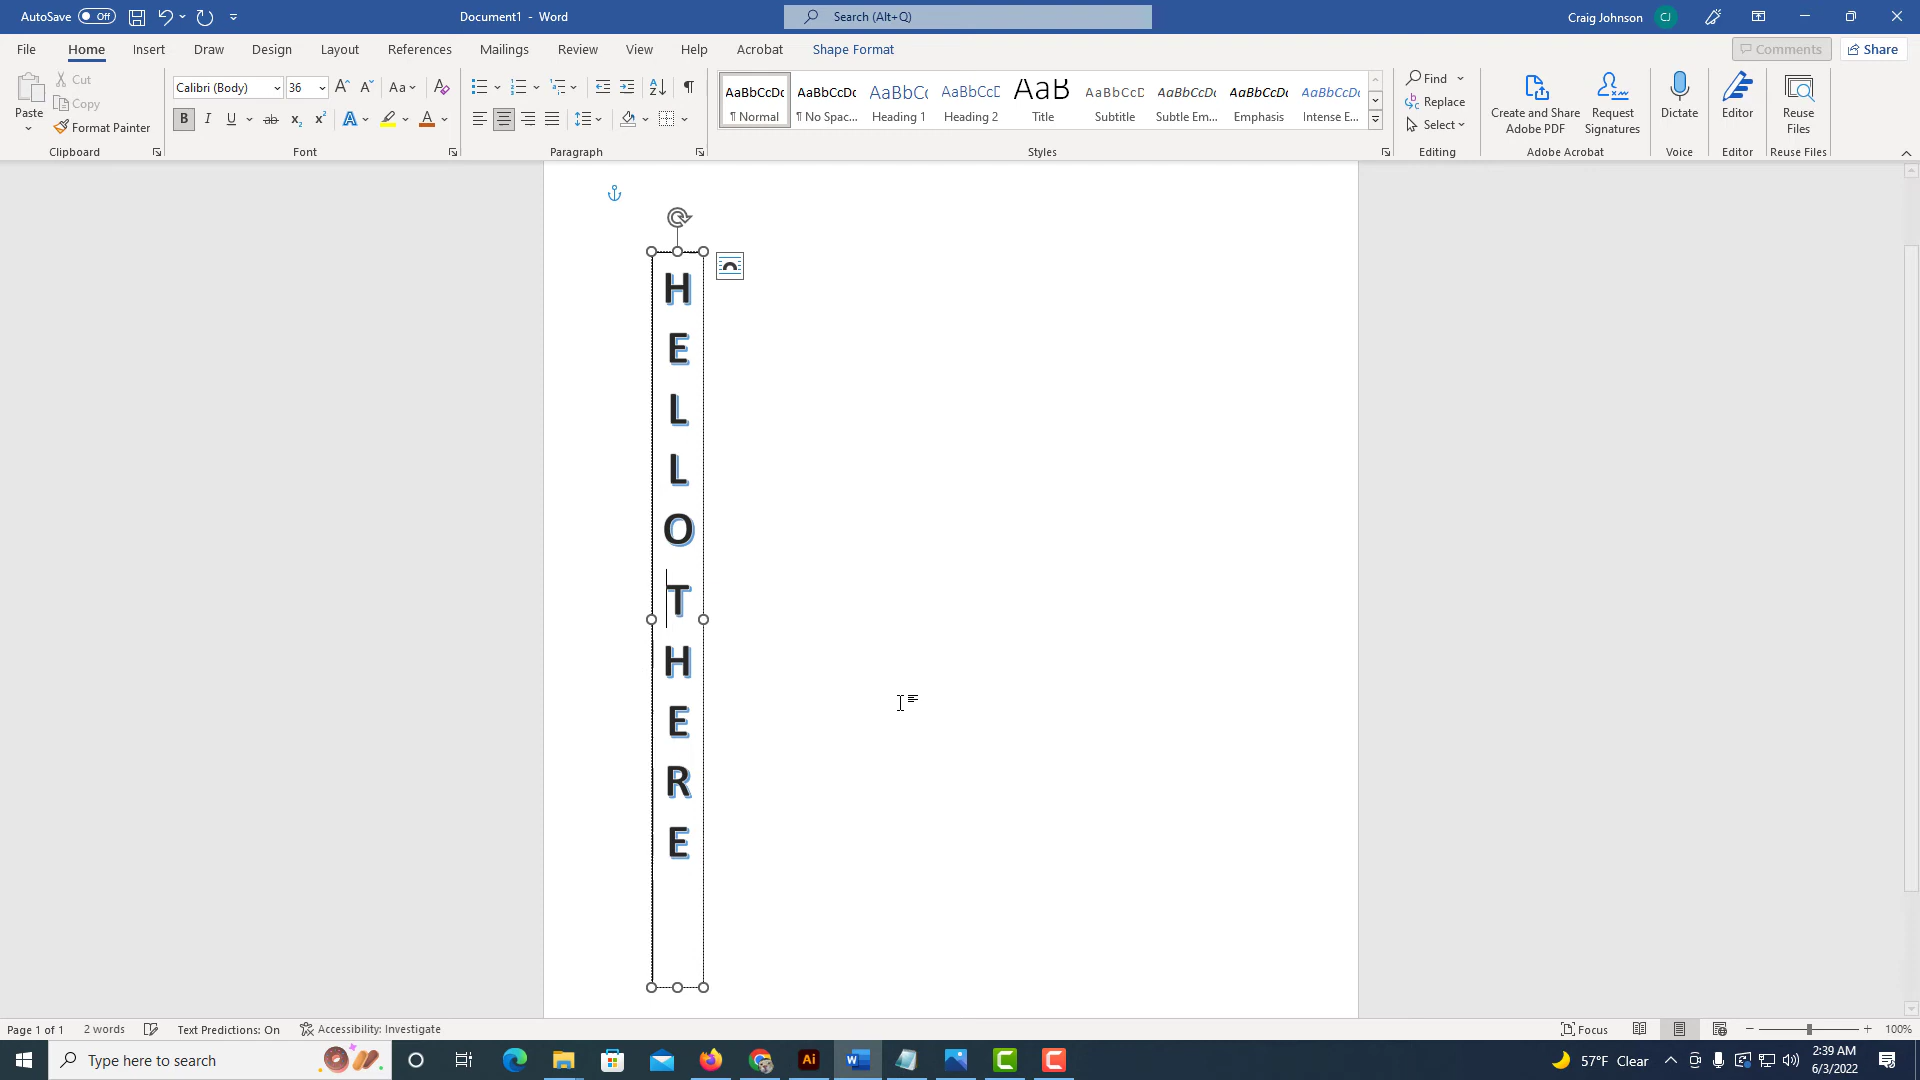 AutoSave Off
Document1 - Word
Search (Alt+Q)
Craig Johnson CJ
File Home Insert Draw Design Layout References Mailings Review View Help Acrobat Shape Format
Comments Share
Paste
Cut
Copy
Format Painter
Clipboard
Calibri (Body) 36
Font
Paragraph
AaBbCcDc AaBbCcDc AaBbCc AaBbCcD AaB AaBbCcD AaBbCcDc AaBbCcDc AaBbCcDc
¶ Normal ¶ No Spac... Heading 1 Heading 2 Title Subtitle Subtle Em... Emphasis Intense E...
Styles
Find
Replace
Select
Editing
Create and Share Adobe PDF
Request Signatures
Adobe Acrobat
Dictate
Voice
Editor
Editor
Reuse Files
Reuse Files
H
E
L
L
O
T
H
E
R
E
Page 1 of 1 2 words Text Predictions: On Accessibility: Investigate
Focus 100%
Type here to search
Ai
57°F Clear
2:39 AM
6/3/2022